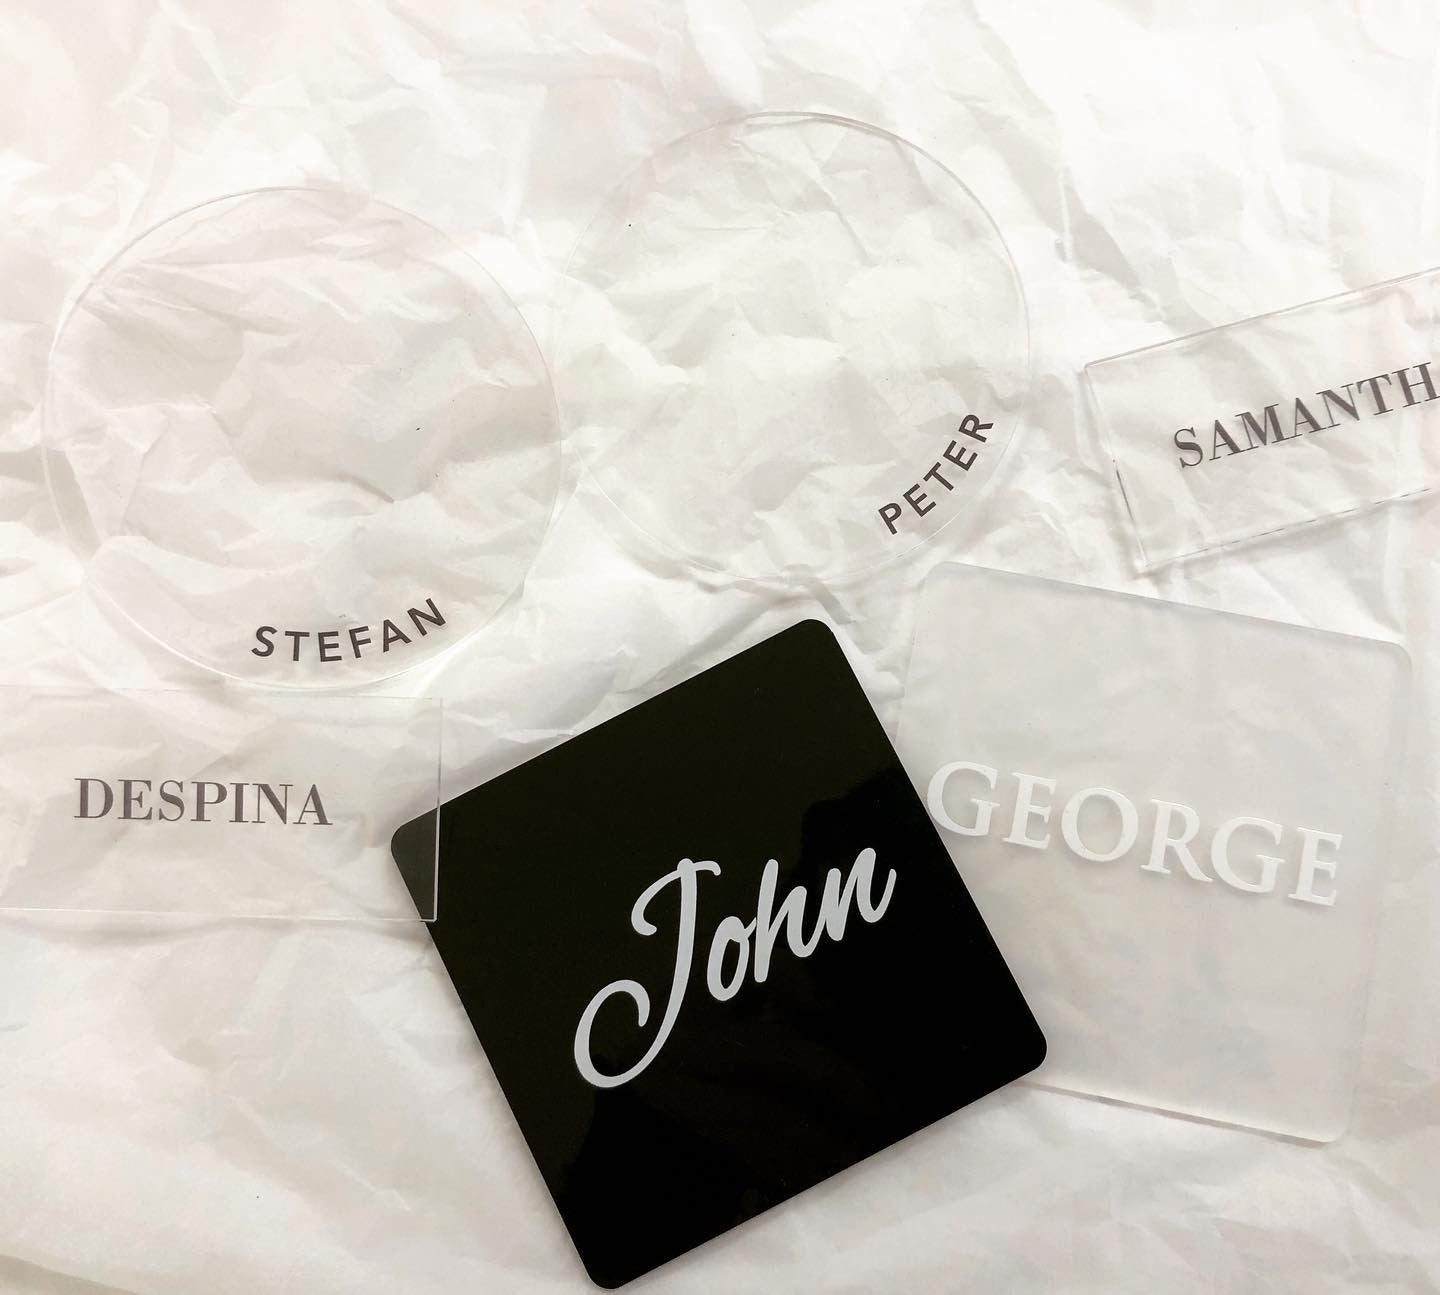 STEFAN
PETER
SAMANTH
DESPINA
John
GEORGE